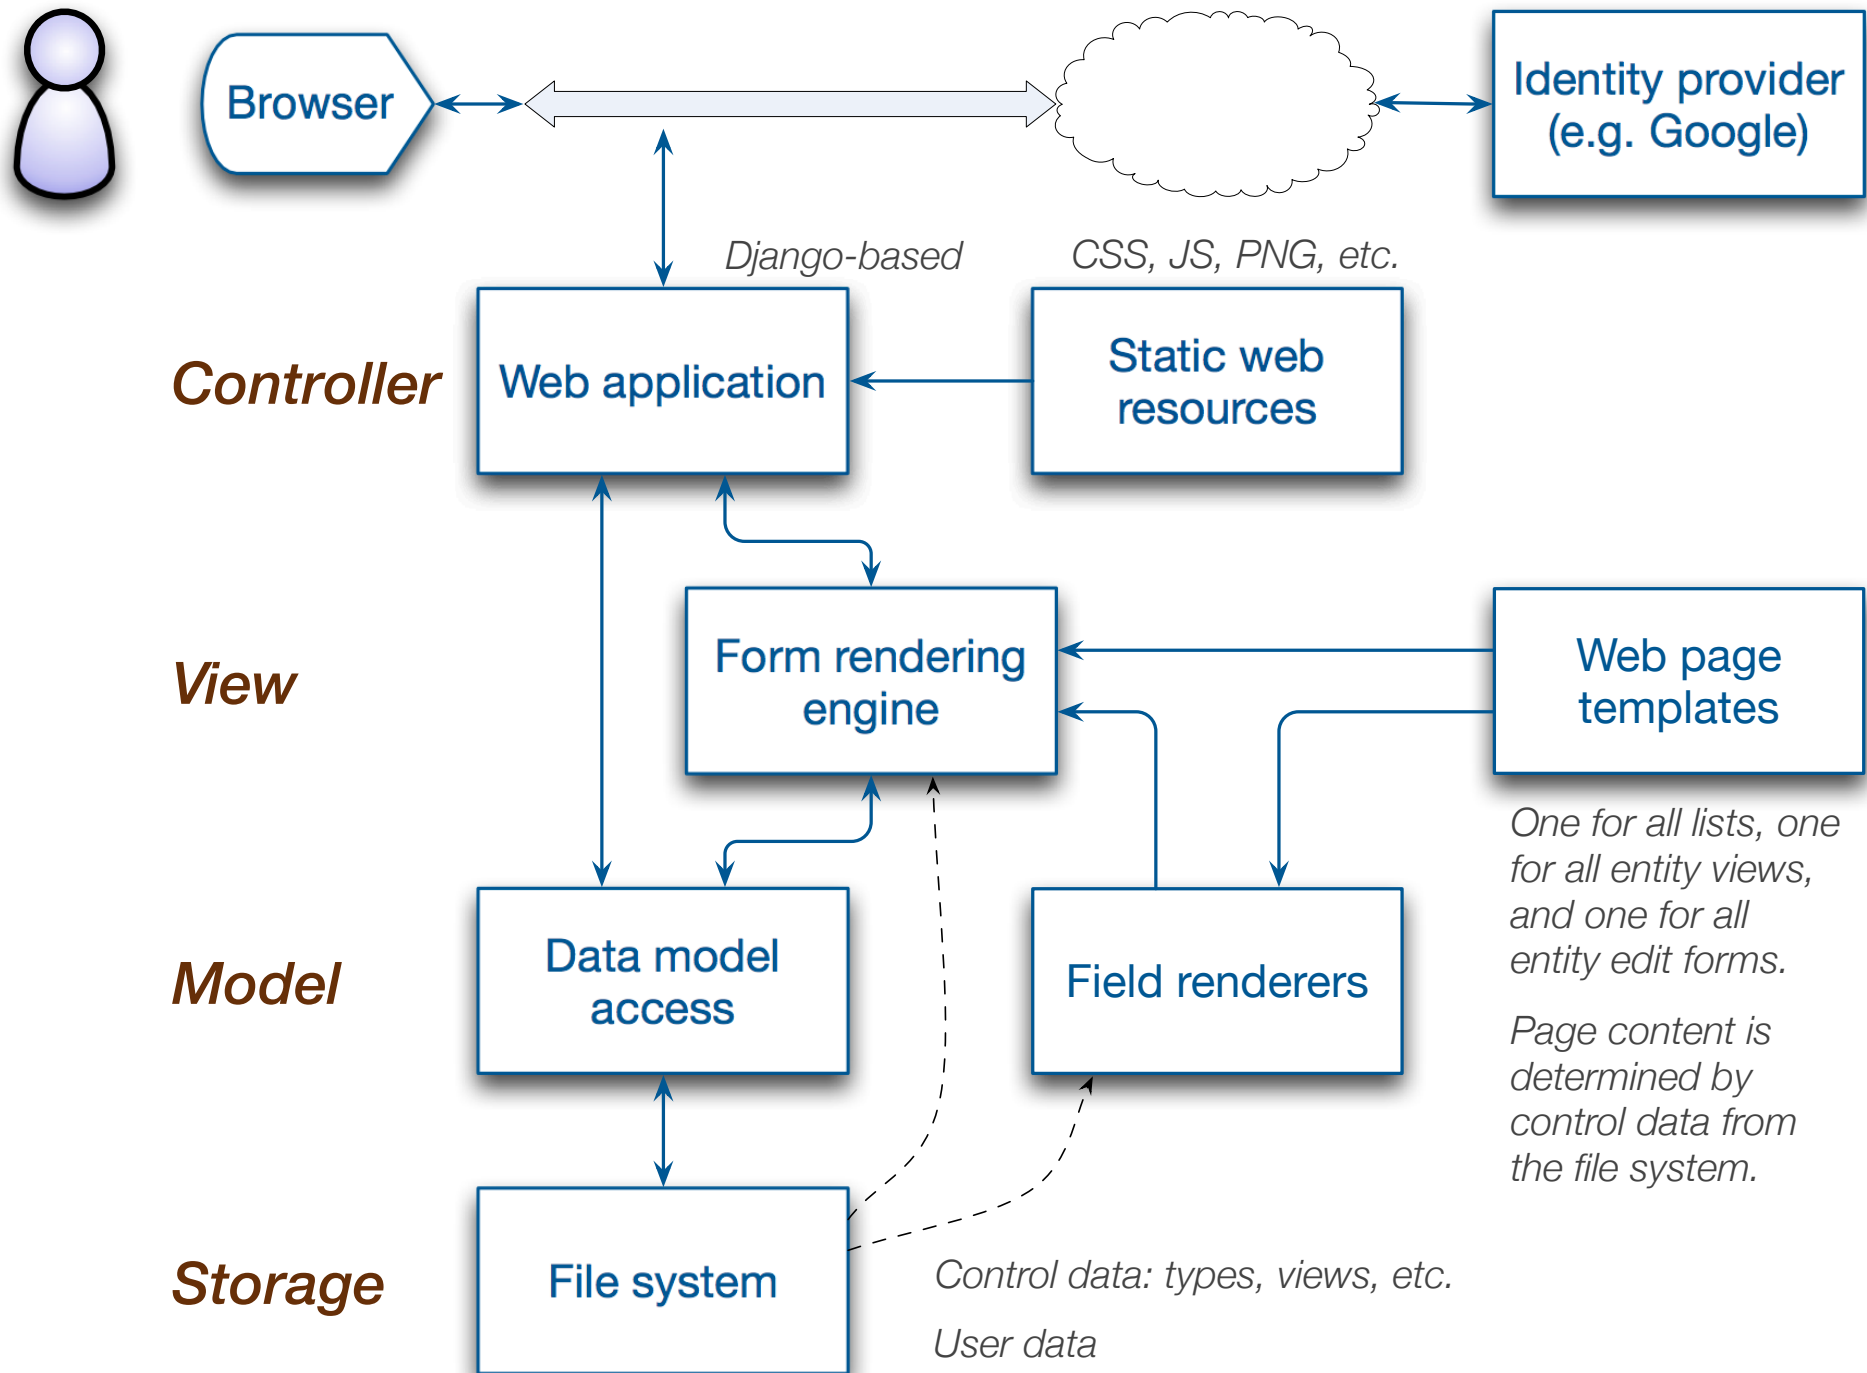 Browser
Identity provider
(e.g. Google)
Django-based
CSS, JS, PNG, etc.
Controller
Web application
Static web
resources
View
Form rendering
engine
Web page
templates
One for all lists, one
for all entity views,
and one for all
entity edit forms.
Page content is
determined by
control data from
the file system.
Model
Data model
access
Field renderers
Storage
File system
Control data: types, views, etc.
User data